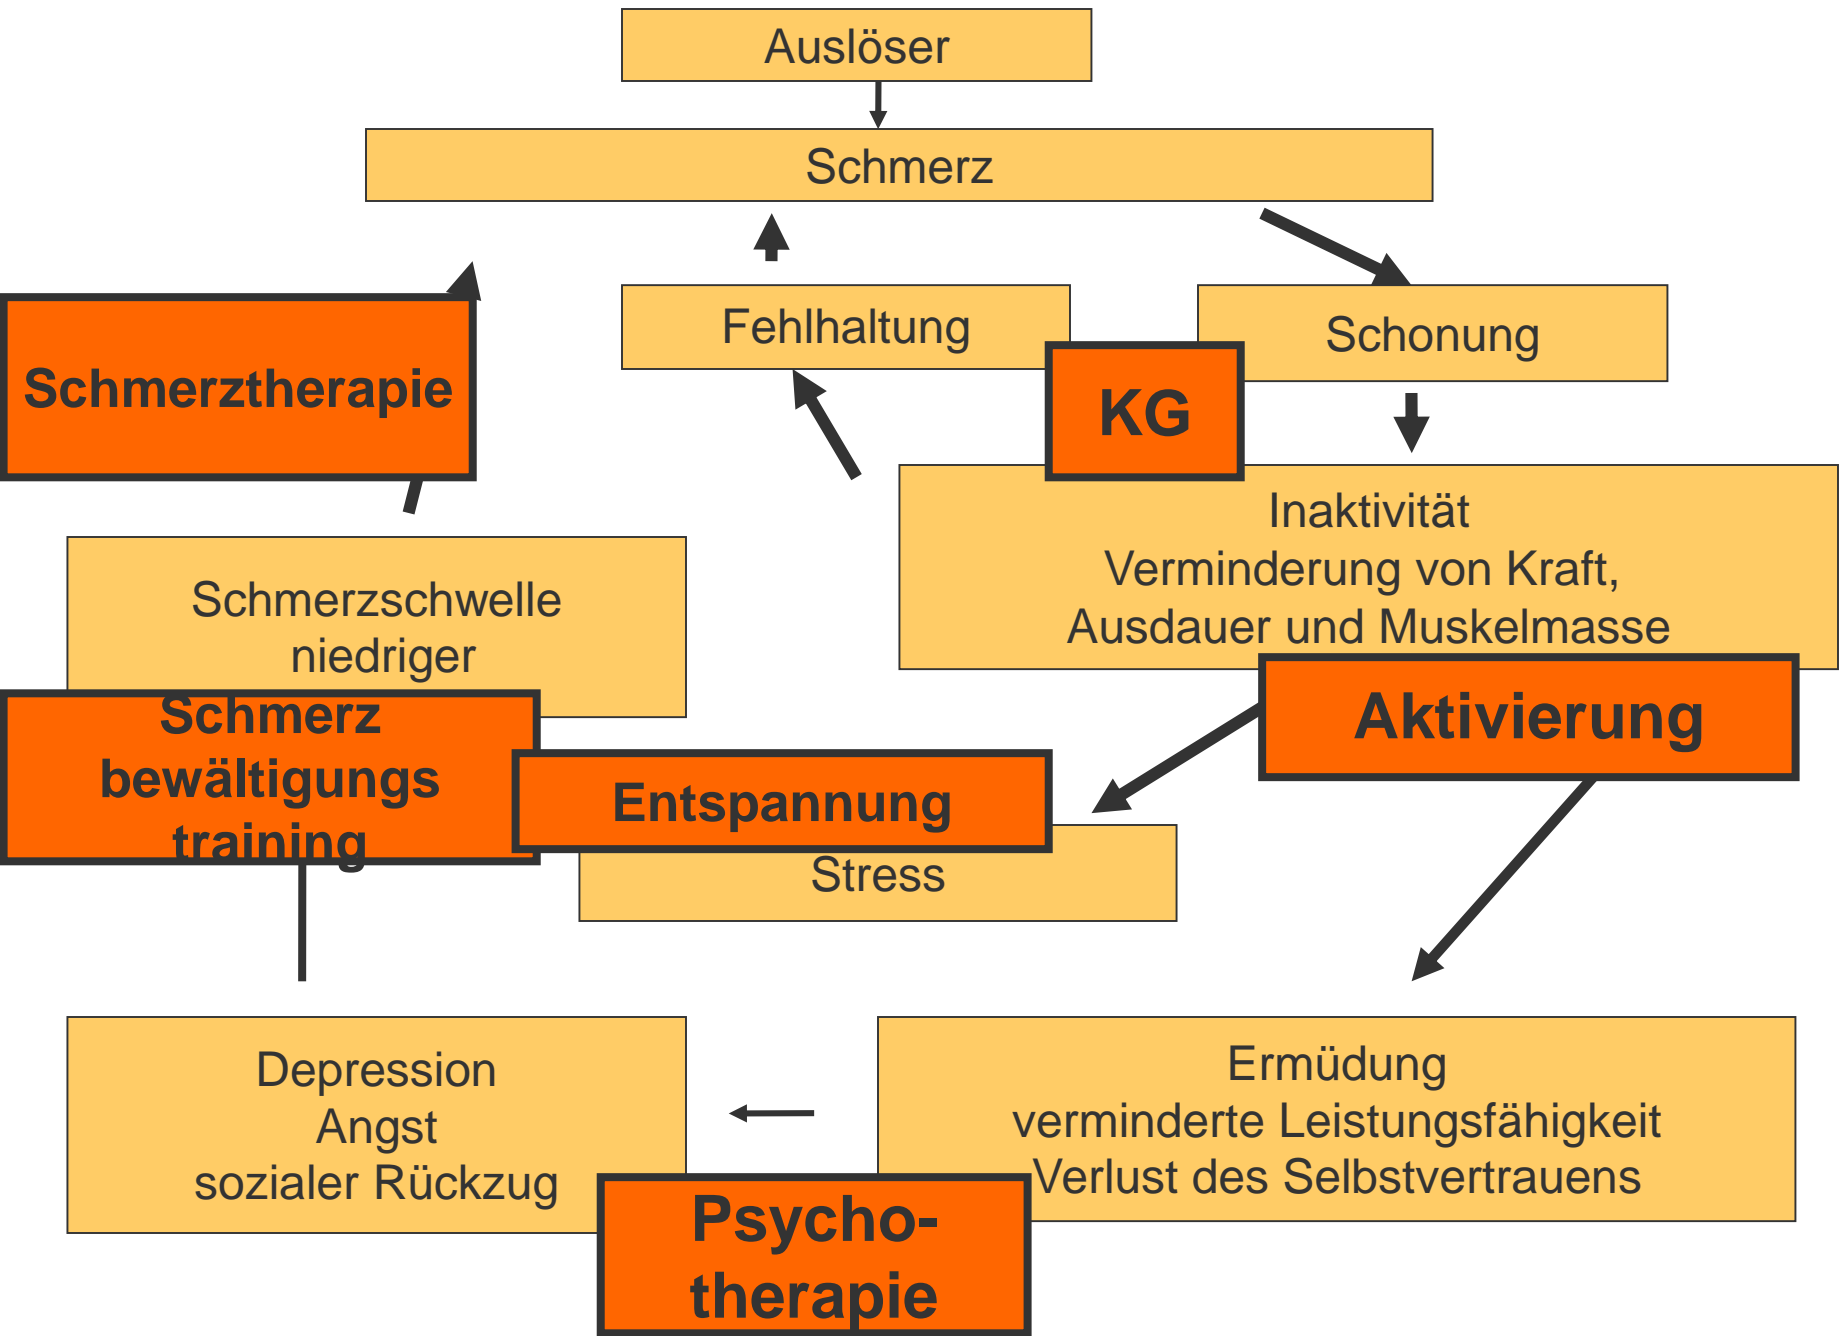 Auslöser
Schmerz
Fehlhaltung
Schonung
Schmerztherapie
KG
Inaktivität
Verminderung von Kraft,
Ausdauer und Muskelmasse
Schmerzschwelle
niedriger
Schmerz
bewältigungs
training
Entspannung
Aktivierung
Stress
Depression
Angst
sozialer Rückzug
Ermüdung
verminderte Leistungsfähigkeit
Verlust des Selbstvertrauens
Psycho-
therapie